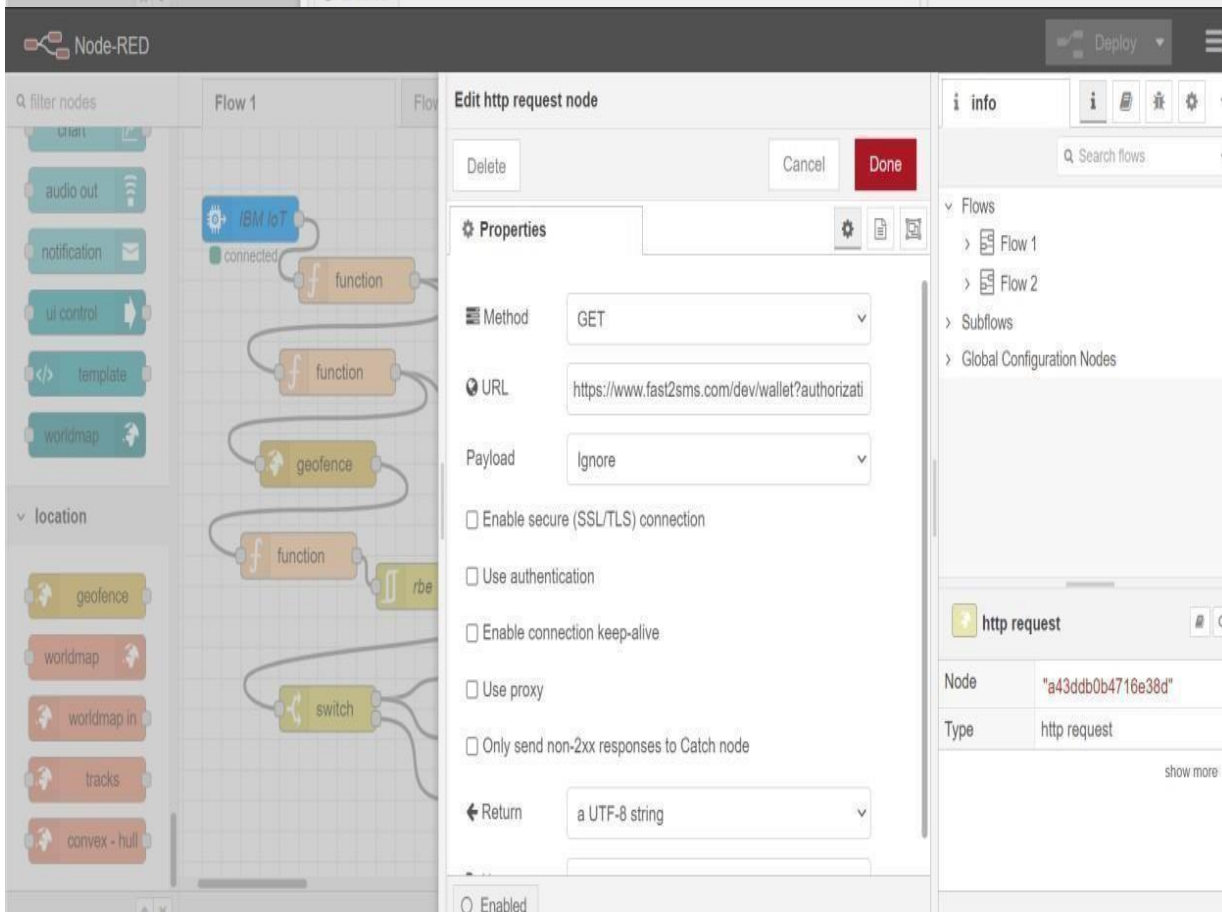 Node-RED
Deploy
filter nodes
chart
audio out
notification
ui control
template
worldmap
location
geofence
worldmap
worldmap in
tracks
convex - hull
Flow 1
Flow
IBM IoT
connected
function
function
geofence
function
rbe
switch
Edit http request node
Delete
Cancel
Done
Properties
Method
GET
URL
https://www.fast2sms.com/dev/wallet?authorizati
Payload
Ignore
Enable secure (SSL/TLS) connection
Use authentication
Enable connection keep-alive
Use proxy
Only send non-2xx responses to Catch node
Return
a UTF-8 string
Enabled
i info
i
Search flows
Flows
Flow 1
Flow 2
Subflows
Global Configuration Nodes
http request
Node
"a43ddb0b4716e38d"
Type
http request
show more